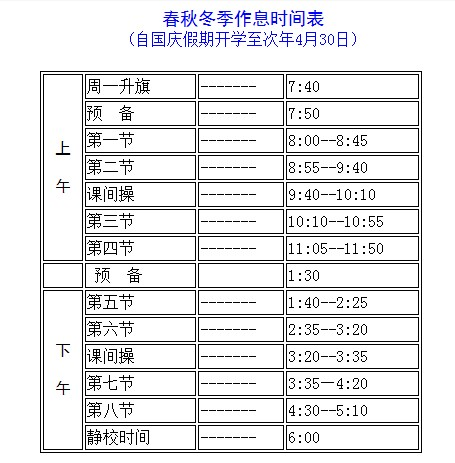 春秋冬季作息时间表
（自国庆假期开学至次年4月30日）
上午
周一升旗 ------- 7:40
预 备 ------- 7:50
第一节 ------- 8:00--8:45
第二节 ------- 8:55--9:40
课间操 ------- 9:40--10:10
第三节 ------- 10:10--10:55
第四节 ------- 11:05--11:50
预 备 1:30
下午
第五节 ------- 1:40--2:25
第六节 ------- 2:35--3:20
课间操 ------- 3:20--3:35
第七节 ------- 3:35—4:20
第八节 ------- 4:30--5:10
静校时间 ------- 6:00